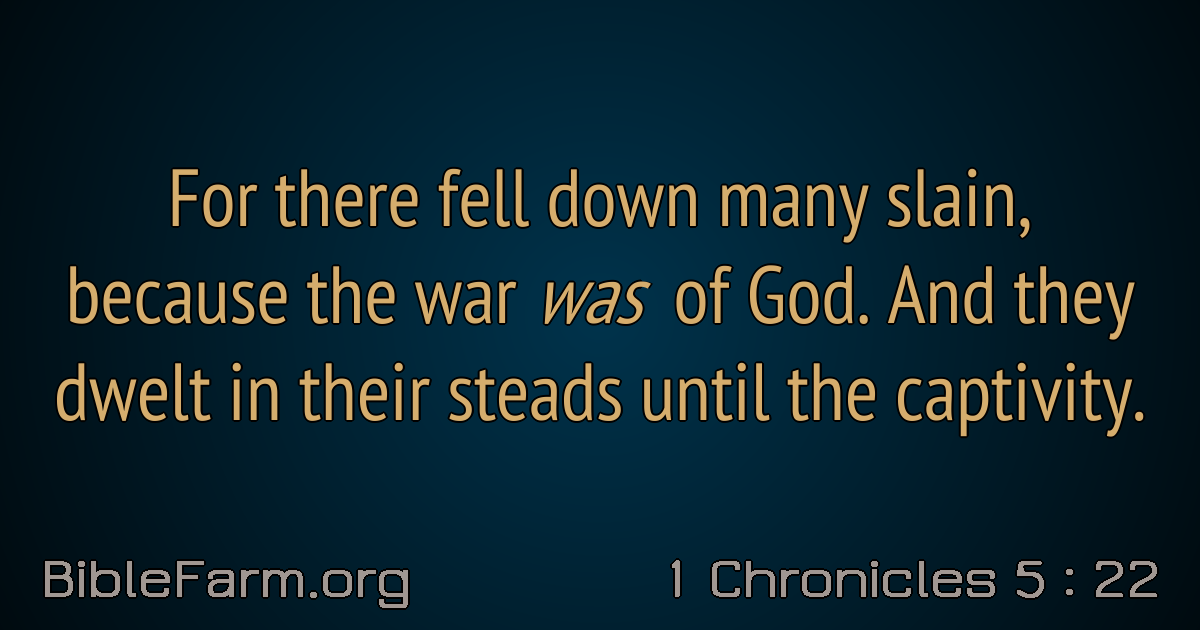 For there fell down many slain,
because the war was of God. And they
dwelt in their steads until the captivity.
BibleFarm.org
1 Chronicles 5 : 22